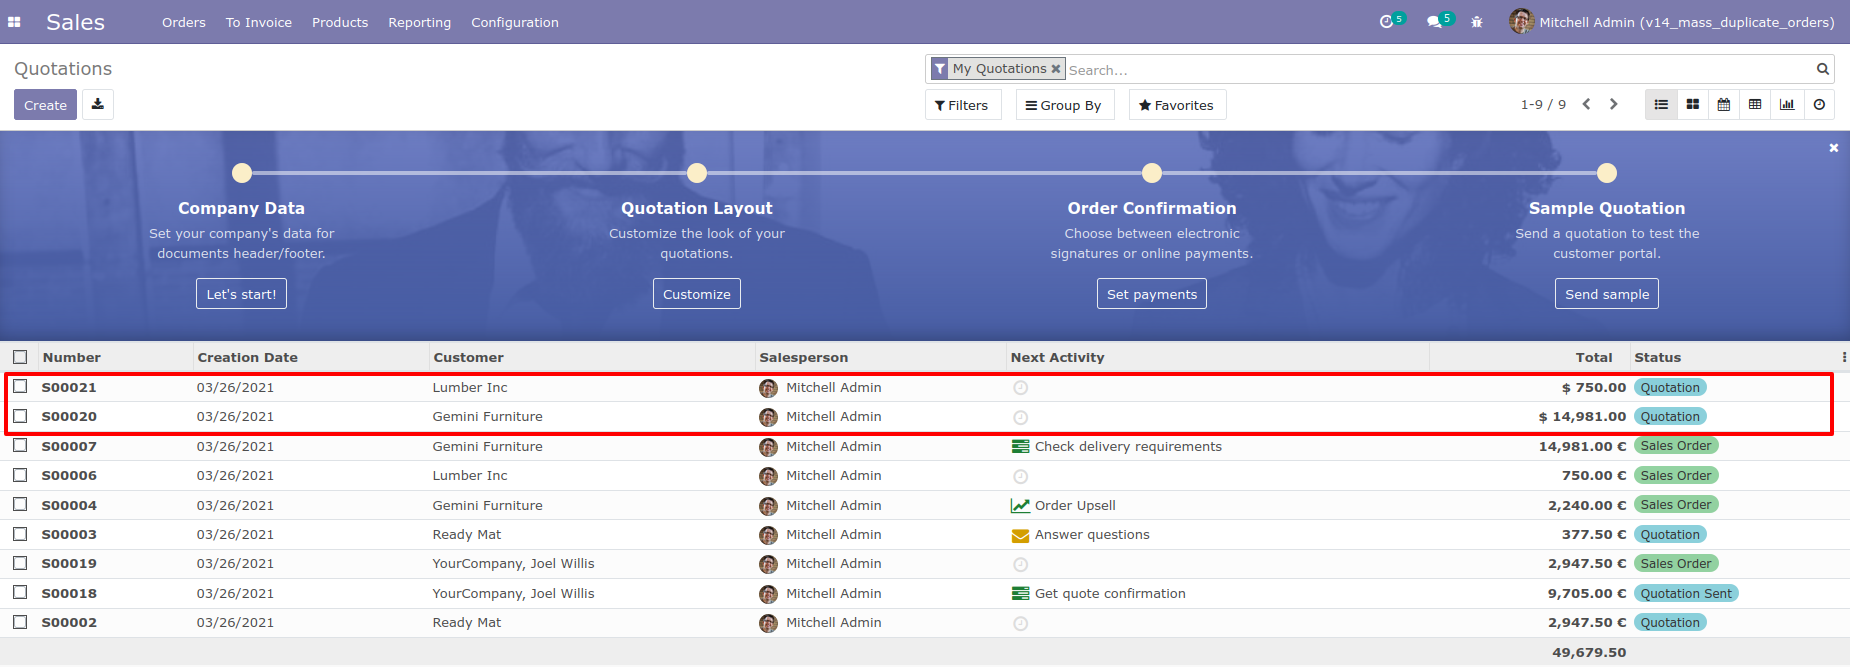 Sales Orders To Invoice Products Reporting Configuration 5 5 Mitchell Admin (v14_mass_duplicate_orders)
Quotations My Quotations Search...
Create Filters Group By Favorites 1-9 / 9
Company Data Quotation Layout Order Confirmation Sample Quotation
Set your company's data for Customize the look of your Choose between electronic Send a quotation to test the
documents header/footer. quotations. signatures or online payments. customer portal.
Let's start! Customize Set payments Send sample
Number Creation Date Customer Salesperson Next Activity Total Status
S00021 03/26/2021 Lumber Inc Mitchell Admin $ 750.00 Quotation
S00020 03/26/2021 Gemini Furniture Mitchell Admin $ 14,981.00 Quotation
S00007 03/26/2021 Gemini Furniture Mitchell Admin Check delivery requirements 14,981.00 € Sales Order
S00006 03/26/2021 Lumber Inc Mitchell Admin 750.00 € Sales Order
S00004 03/26/2021 Gemini Furniture Mitchell Admin Order Upsell 2,240.00 € Sales Order
S00003 03/26/2021 Ready Mat Mitchell Admin Answer questions 377.50 € Quotation
S00019 03/26/2021 YourCompany, Joel Willis Mitchell Admin 2,947.50 € Sales Order
S00018 03/26/2021 YourCompany, Joel Willis Mitchell Admin Get quote confirmation 9,705.00 € Quotation Sent
S00002 03/26/2021 Ready Mat Mitchell Admin 2,947.50 € Quotation
49,679.50